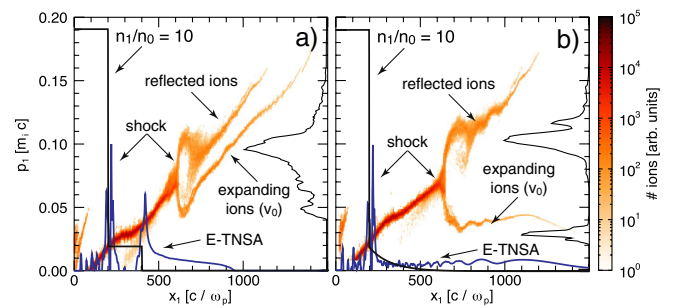 n1/n0 = 10
a)
reflected ions
shock
expanding
ions (v0)
E-TNSA
p1 [mi c]
0.20
0.15
0.10
0.05
0.00
0
500
1000
x1 [c / ωp]
n1/n0 = 10
b)
reflected ions
shock
expanding
ions (v0)
E-TNSA
0
500
1000
x1 [c / ωp]
10^5
10^4
10^3
10^2
10^1
10^0
# ions [arb. units]